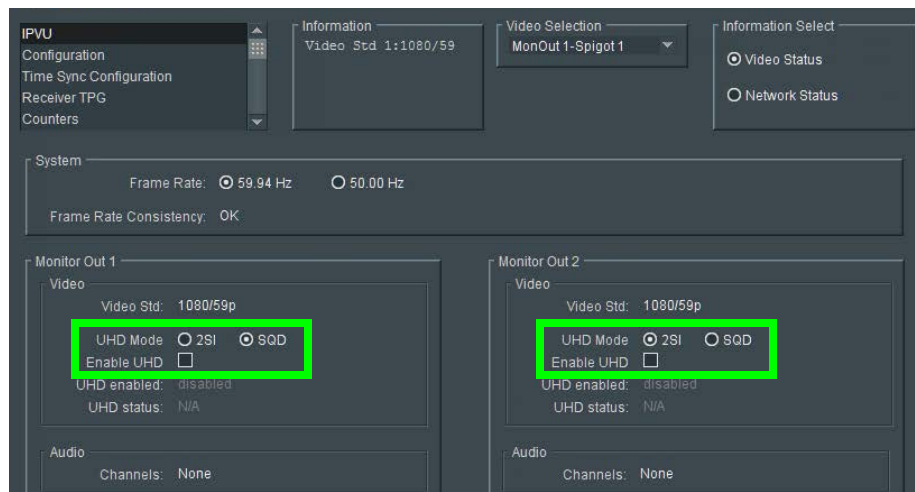 IPVU
Configuration
Time Sync Configuration
Receiver TPG
Counters
Information
Video Std 1:1080/59
Video Selection
MonOut 1-Spigot 1
Information Select
Video Status
Network Status
System
Frame Rate: 59.94 Hz 50.00 Hz
Frame Rate Consistency: OK
Monitor Out 1
Video
Video Std: 1080/59p
UHD Mode 2SI SQD
Enable UHD
UHD enabled: disabled
UHD status: N/A
Audio
Channels: None
Monitor Out 2
Video
Video Std: 1080/59p
UHD Mode 2SI SQD
Enable UHD
UHD enabled: disabled
UHD status: N/A
Audio
Channels: None